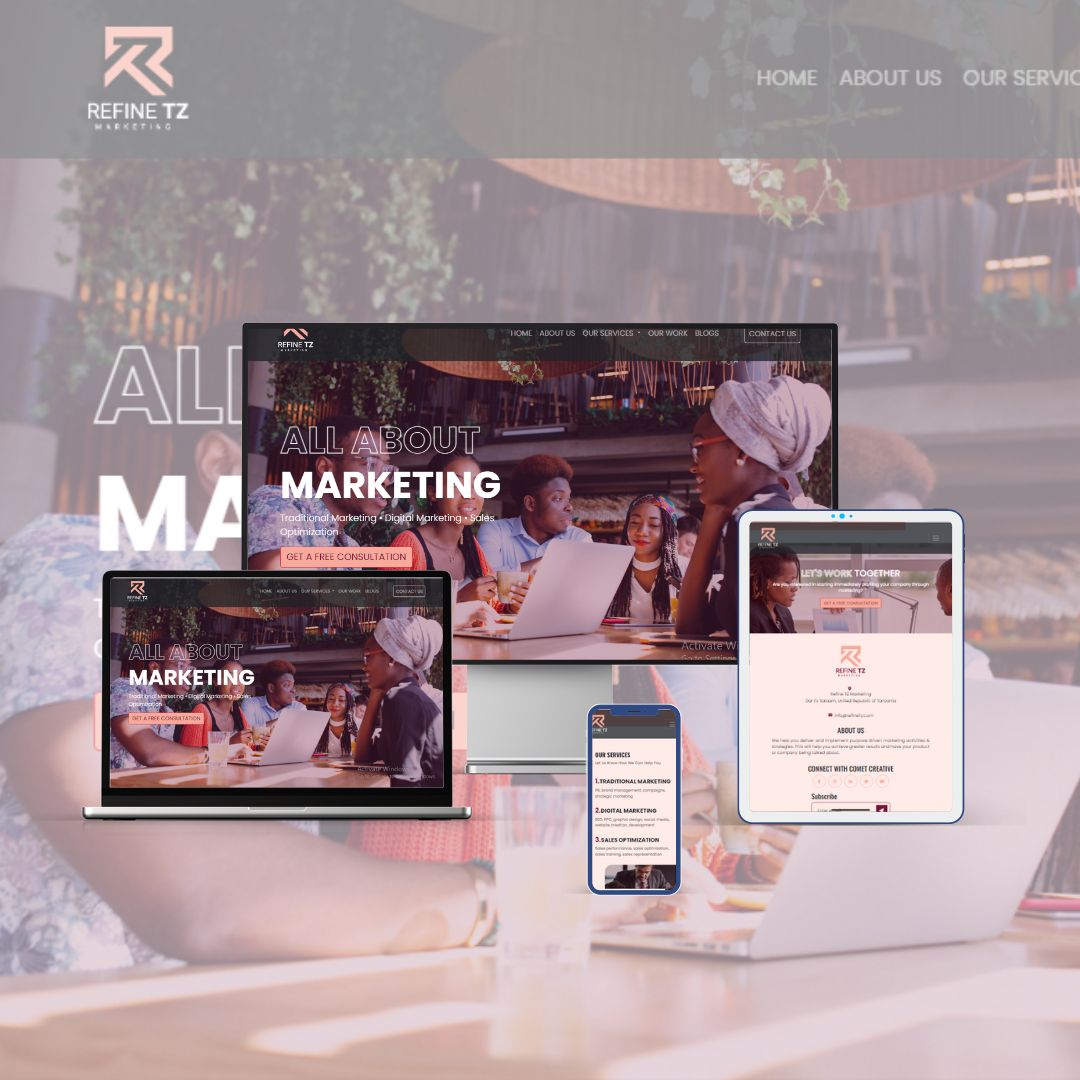 REFINE TZ
MARKETING
HOME ABOUT US OUR SERVIC
ALL
MA
REFINE TZ
MARKETING
HOME ABOUT US OUR SERVICES OUR WORK BLOGS CONTACT US
ALL ABOUT
MARKETING
Traditional Marketing • Digital Marketing • Sales
Optimization
GET A FREE CONSULTATION
Activate Wi
Go to Settings
REFINE TZ
HOME ABOUT US OUR SERVICES OUR WORK BLOGS CONTACT US
ALL ABOUT
MARKETING
Traditional Marketing • Digital Marketing • Sales
Optimization
GET A FREE CONSULTATION
Activate Window
OUR SERVICES
Let Us Know How We Can Help You
1.TRADITIONAL MARKETING
PR, brand management, campaigns,
strategic marketing
2.DIGITAL MARKETING
SEO, PPC, graphic design, social media,
website creation, development
3.SALES OPTIMIZATION
Sales performance, sales optimization,
sales training, sales representation
REFINE TZ
LET'S WORK TOGETHER
Are you interested in starting immediately profiting your company through
marketing?
GET A FREE CONSULTATION
REFINE TZ
MARKETING
Refine TZ Marketing
Dar Es Salaam, United Republic of Tanzania
info@refinetz.com
ABOUT US
We help you deliver and implement purpose driven marketing activities &
strategies. This will help you achieve greater results and have your product
or company being talked about.
CONNECT WITH COMET CREATIVE
Subscribe